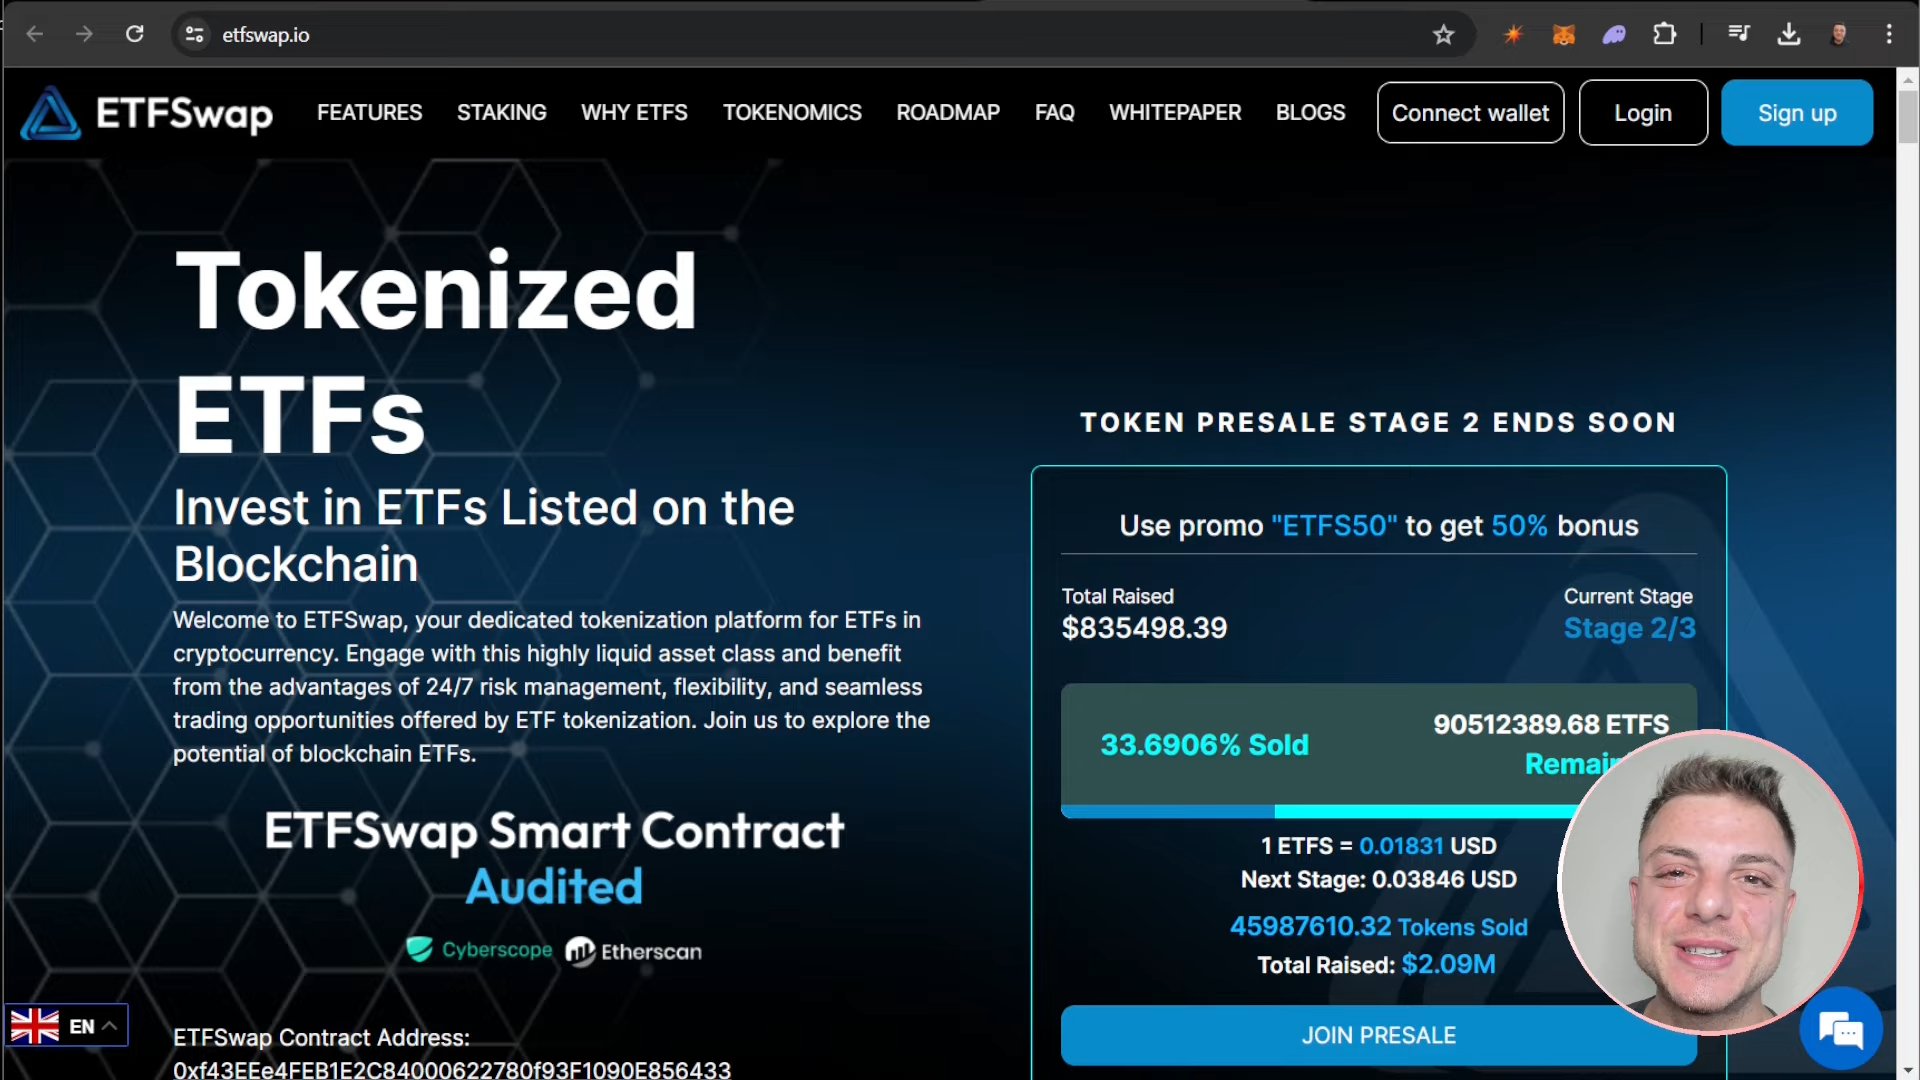 etfswap.io
ETFSwap
FEATURES
STAKING
WHY ETFS
TOKENOMICS
ROADMAP
FAQ
WHITEPAPER
BLOGS
Connect wallet
Login
Sign up
Tokenized
ETFs
Invest in ETFs Listed on the
Blockchain
Welcome to ETFSwap, your dedicated tokenization platform for ETFs in
cryptocurrency. Engage with this highly liquid asset class and benefit
from the advantages of 24/7 risk management, flexibility, and seamless
trading opportunities offered by ETF tokenization. Join us to explore the
potential of blockchain ETFs.
ETFSwap Smart Contract
Audited
Cyberscope
Etherscan
ETFSwap Contract Address:
0xf43EEe4FEB1E2C84000622780f93F1090E856433
EN
TOKEN PRESALE STAGE 2 ENDS SOON
Use promo "ETFS50" to get 50% bonus
Total Raised
$835498.39
Current Stage
Stage 2/3
33.6906% Sold
90512389.68 ETFS
1 ETFS = 0.01831 USD
Next Stage: 0.03846 USD
45987610.32 Tokens Sold
Total Raised: $2.09M
JOIN PRESALE